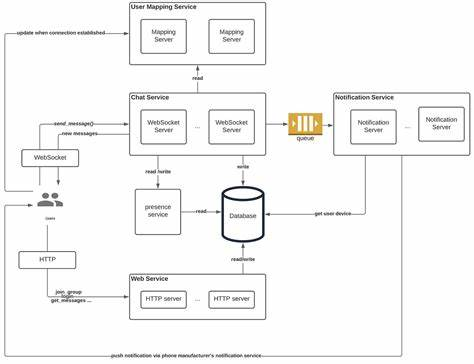 User Mapping Service
update when connection established
Mapping
Server
Mapping
Server
read
Chat Service
Notification Service
send_message()
new messages
WebSocket
Server
...
WebSocket
Server
queue
Notification
Server
...
Notification
Server
WebSocket
read /write
write
users
presence
service
read
Database
get user device
HTTP
read/write
Web Service
join_group
login
get_messages ...
HTTP server
...
HTTP server
push notification via phone manufacturer's notification service